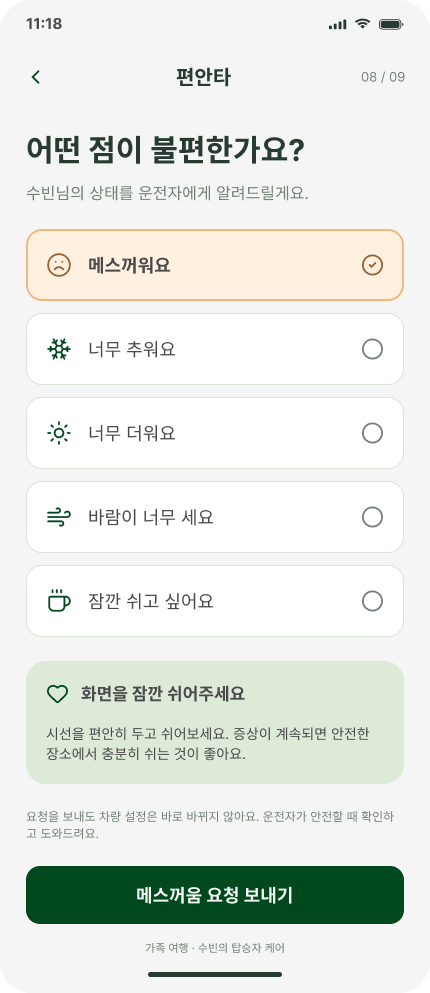 11:18
편안타
08 / 09
어떤 점이 불편한가요?
수빈님의 상태를 운전자에게 알려드릴게요.
메스꺼워요
너무 추워요
너무 더워요
바람이 너무 세요
잠깐 쉬고 싶어요
화면을 잠깐 쉬어주세요
시선을 편안히 두고 쉬어보세요. 증상이 계속되면 안전한
장소에서 충분히 쉬는 것이 좋아요.
요청을 보내도 차량 설정은 바로 바뀌지 않아요. 운전자가 안전할 때 확인하
고 도와드려요.
메스꺼움 요청 보내기
가족 여행 · 수빈의 탑승자 케어